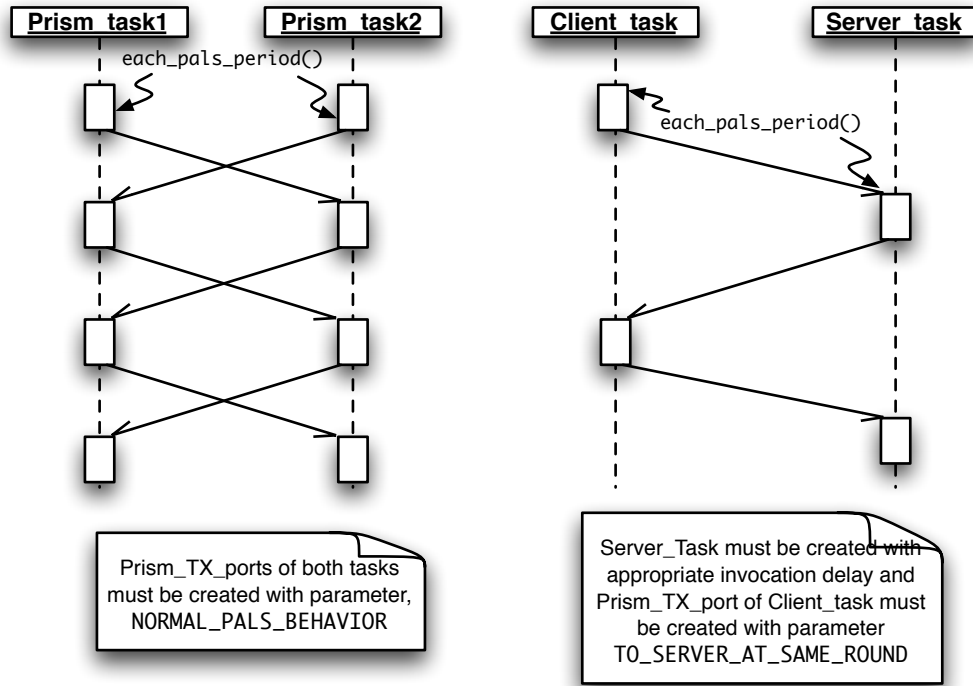 Prism_task1
Prism_task2
each_pals_period()
Prism_TX_ports of both tasks
must be created with parameter,
NORMAL_PALS_BEHAVIOR
Client_task
Server_task
each_pals_period()
Server_Task must be created with
appropriate invocation delay and
Prism_TX_port of Client_task must
be created with parameter
TO_SERVER_AT_SAME_ROUND